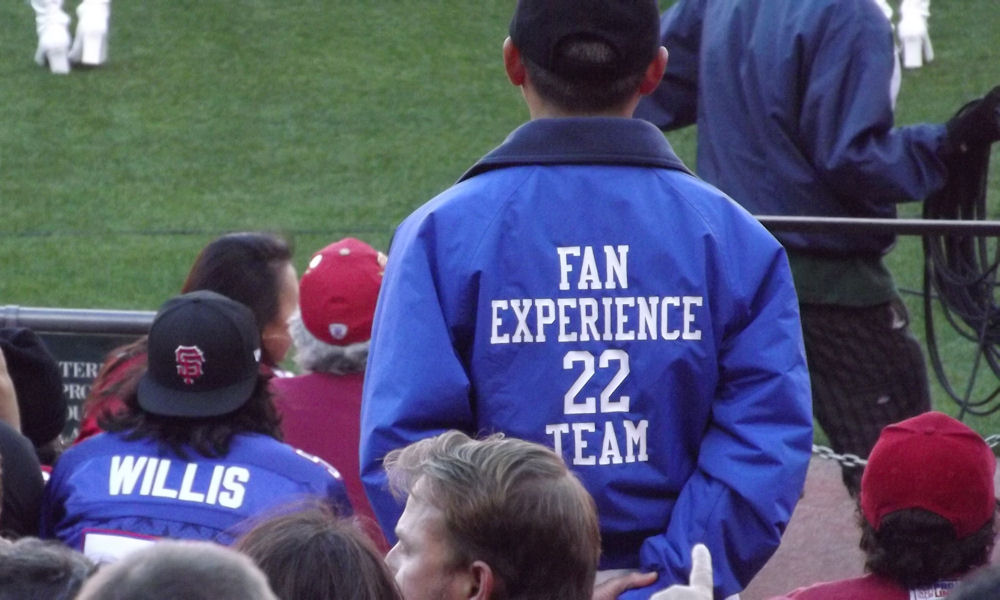 FAN
EXPERIENCE
22
TEAM
SF
WILLIS